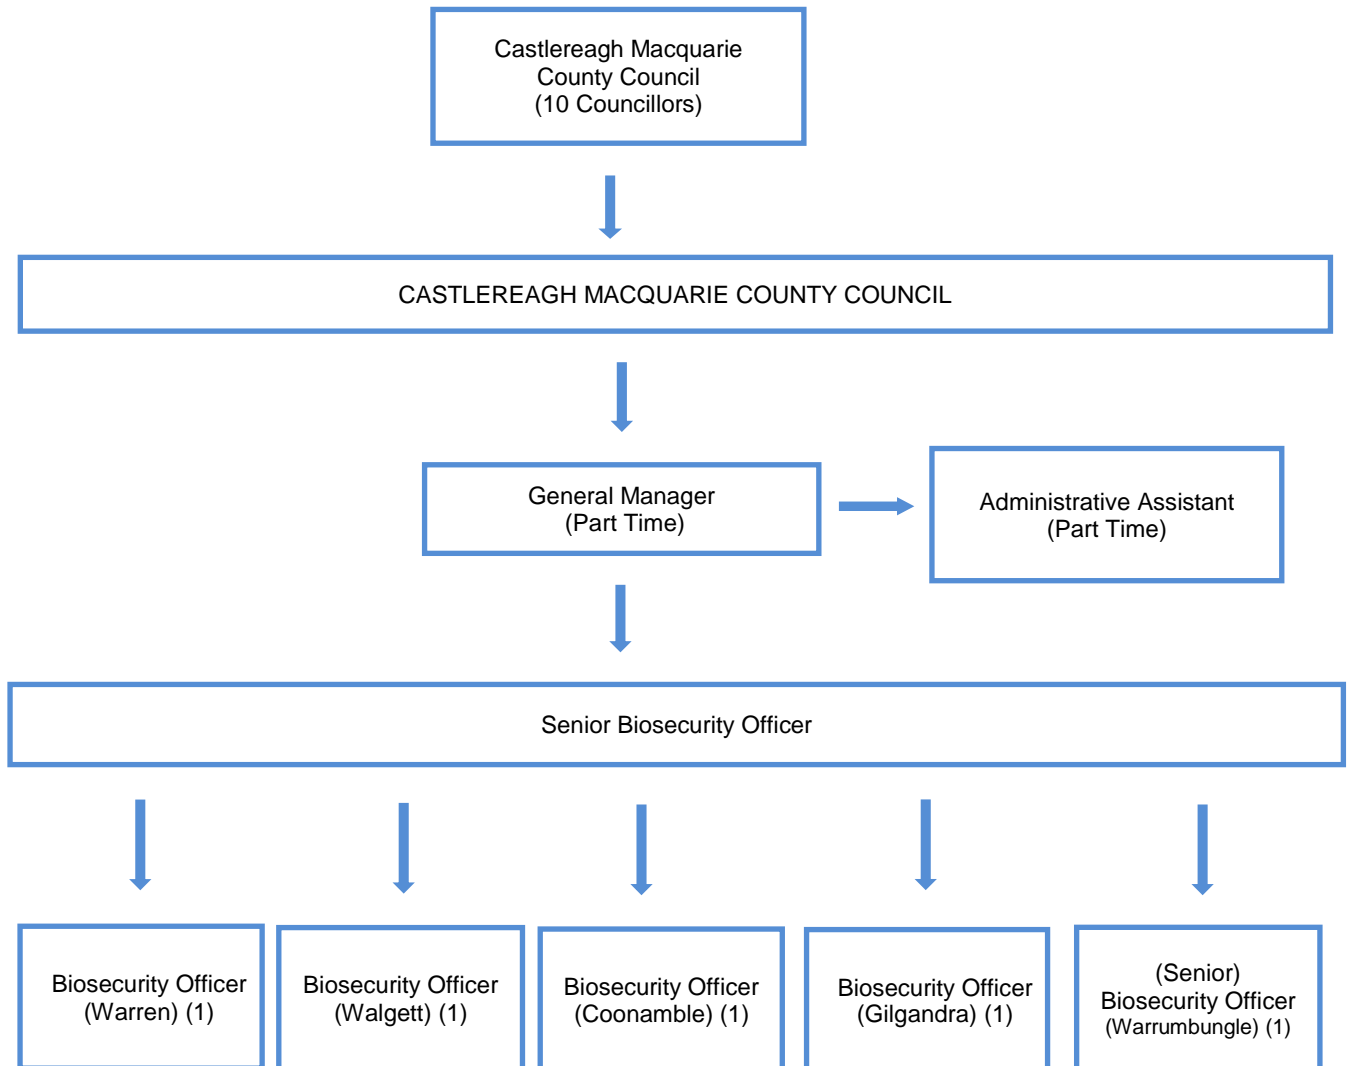 Castlereagh Macquarie
County Council
(10 Councillors)
CASTLEREAGH MACQUARIE COUNTY COUNCIL
General Manager
(Part Time)
Administrative Assistant
(Part Time)
Senior Biosecurity Officer
Biosecurity Officer
(Warren) (1)
Biosecurity Officer
(Walgett) (1)
Biosecurity Officer
(Coonamble) (1)
Biosecurity Officer
(Gilgandra) (1)
(Senior)
Biosecurity Officer
(Warrumbungle) (1)